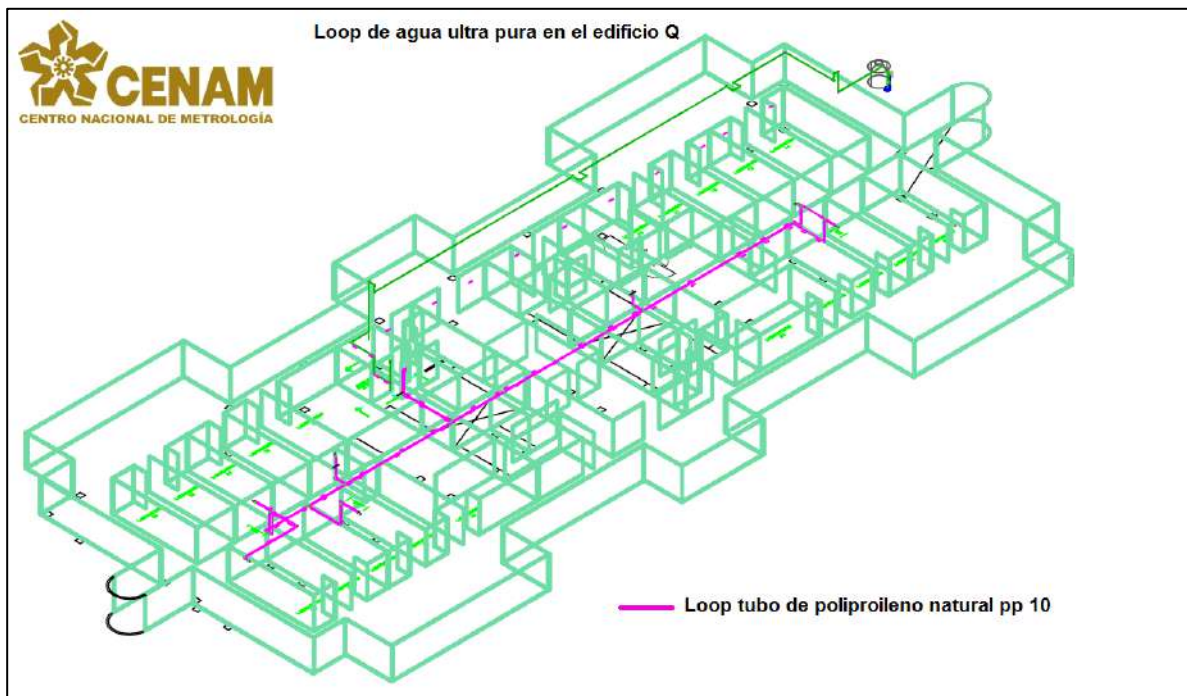 Loop de agua ultra pura en el edificio Q
CENAM
CENTRO NACIONAL DE METROLOGÍA
Loop tubo de poliproileno natural pp 10